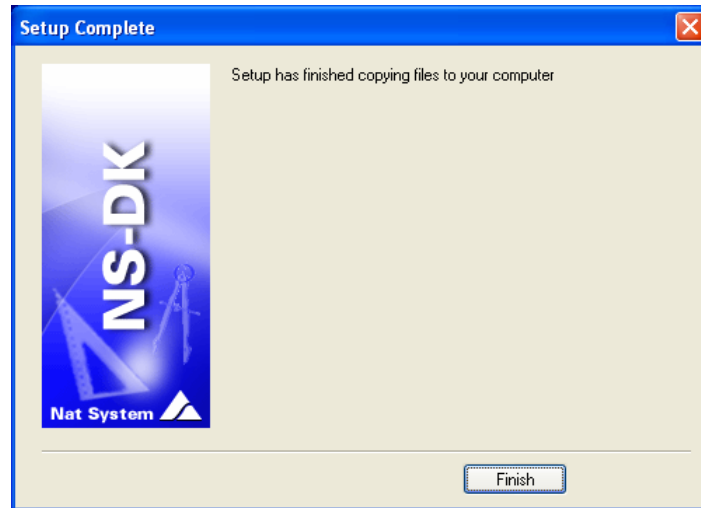 Setup Complete
Setup has finished copying files to your computer
NS-DK
Nat System
Finish